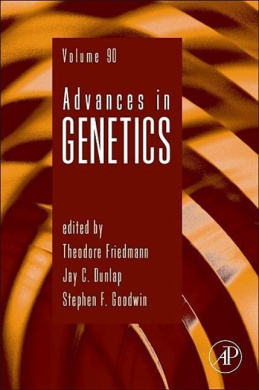 Volume 90
Advances in
GENETICS
edited by
Theodore Friedmann
Jay C. Dunlap
Stephen F. Goodwin
AP